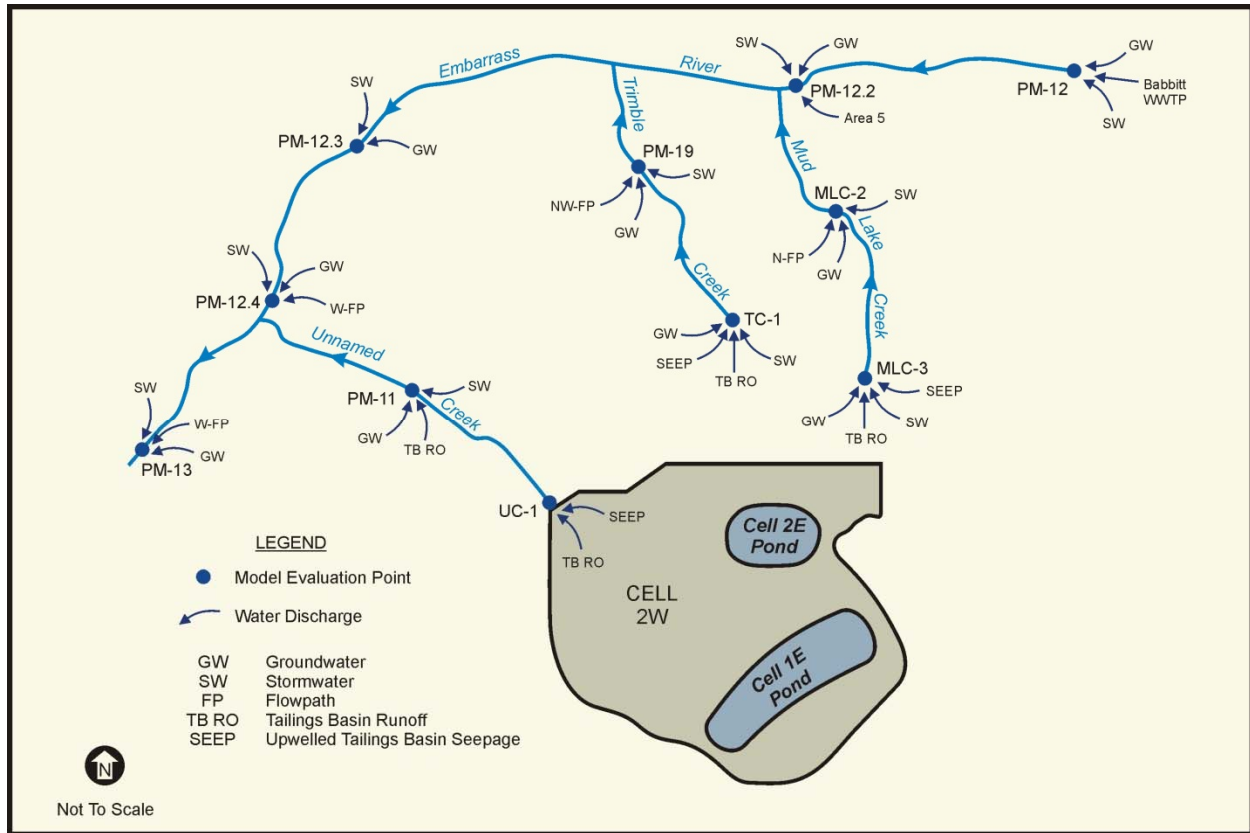 Embarrass
River
SW
GW
PM-12.2
Area 5
GW
PM-12
Babbitt
WWTP
SW
SW
PM-12.3
GW
Trimble
PM-19
SW
NW-FP
GW
Creek
Mud
MLC-2
SW
N-FP
GW
Lake
Creek
SW
GW
PM-12.4
W-FP
TC-1
GW
SEEP
SW
TB RO
MLC-3
SEEP
GW
SW
TB RO
Unnamed
PM-11
SW
GW
TB RO
Creek
SW
W-FP
GW
PM-13
UC-1
SEEP
TB RO
Cell 2E
Pond
CELL
2W
Cell 1E
Pond
LEGEND
Model Evaluation Point
Water Discharge
GW Groundwater
SW Stormwater
FP Flowpath
TB RO Tailings Basin Runoff
SEEP Upwelled Tailings Basin Seepage
N
Not To Scale